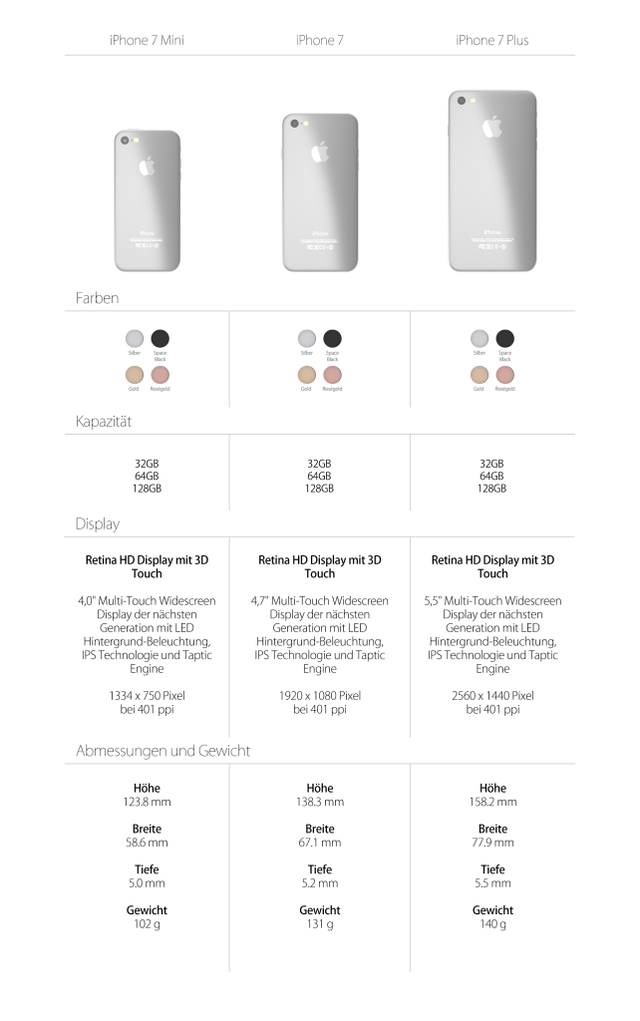 iPhone 7 Mini iPhone 7 iPhone 7 Plus
iPhone iPhone iPhone
Farben
Silber Space Black Silber Space Black Silber Space Black
Gold Roségold Gold Roségold Gold Roségold
Kapazität
32GB 32GB 32GB
64GB 64GB 64GB
128GB 128GB 128GB
Display
Retina HD Display mit 3D Retina HD Display mit 3D Retina HD Display mit 3D
Touch Touch Touch
4,0" Multi-Touch Widescreen 4,7" Multi-Touch Widescreen 5,5" Multi-Touch Widescreen
Display der nächsten Display der nächsten Display der nächsten
Generation mit LED Generation mit LED Generation mit LED
Hintergrund-Beleuchtung, Hintergrund-Beleuchtung, Hintergrund-Beleuchtung,
IPS Technologie und Taptic IPS Technologie und Taptic IPS Technologie und Taptic
Engine Engine Engine
1334 x 750 Pixel 1920 x 1080 Pixel 2560 x 1440 Pixel
bei 401 ppi bei 401 ppi bei 401 ppi
Abmessungen und Gewicht
Höhe Höhe Höhe
123.8 mm 138.3 mm 158.2 mm
Breite Breite Breite
58.6 mm 67.1 mm 77.9 mm
Tiefe Tiefe Tiefe
5.0 mm 5.2 mm 5.5 mm
Gewicht Gewicht Gewicht
102 g 131 g 140 g